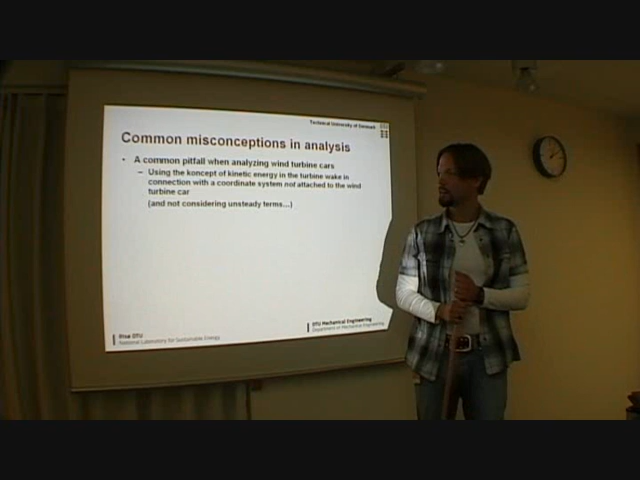 Technical University of Denmark
Common misconceptions in analysis
• A common pitfall when analyzing wind turbine cars
– Using the koncept of kinetic energy in the turbine wake in
connection with a coordinate system not attached to the wind
turbine car
(and not considering unsteady terms...)
Risø DTU
National Laboratory for Sustainable Energy
DTU Mechanical Engineering
Department of Mechanical Engineering